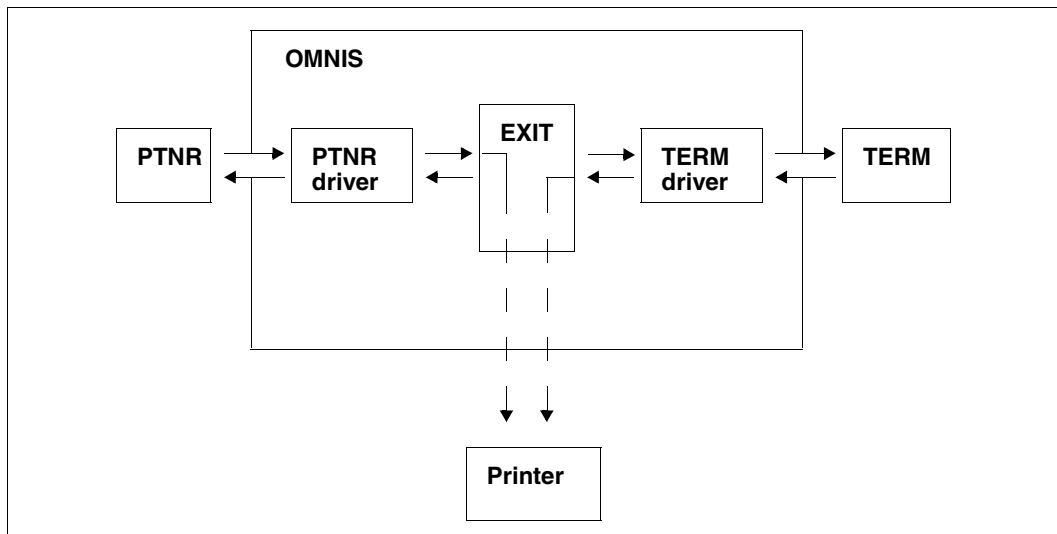 OMNIS
PTNR
PTNR
driver
EXIT
TERM
driver
TERM
Printer